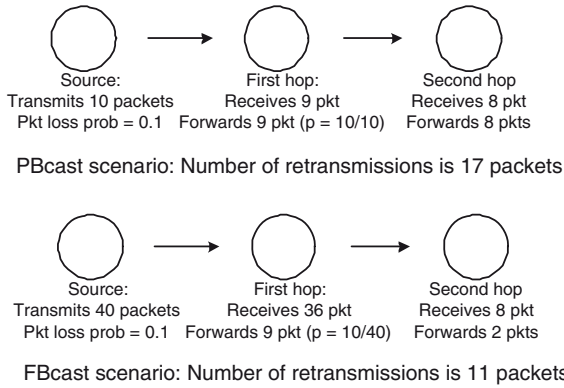 Source:
Transmits 10 packets
Pkt loss prob = 0.1
First hop:
Receives 9 pkt
Forwards 9 pkt (p = 10/10)
Second hop
Receives 8 pkt
Forwards 8 pkts
PBcast scenario: Number of retransmissions is 17 packets
Source:
Transmits 40 packets
Pkt loss prob = 0.1
First hop:
Receives 36 pkt
Forwards 9 pkt (p = 10/40)
Second hop
Receives 8 pkt
Forwards 2 pkts
FBcast scenario: Number of retransmissions is 11 packets